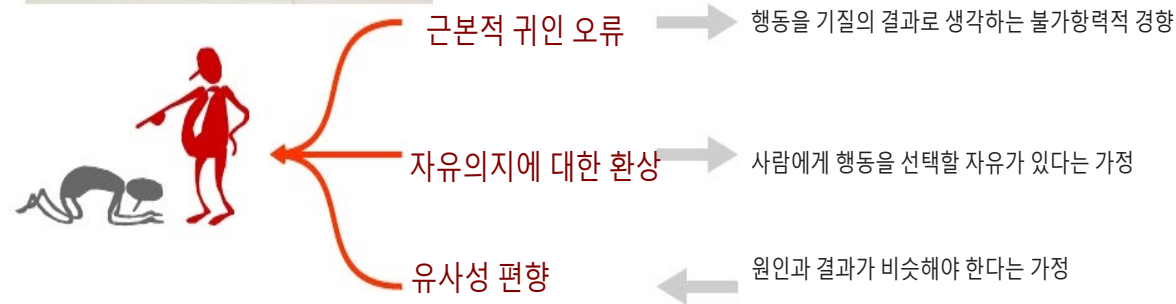 근본적 귀인 오류
행동을 기질의 결과로 생각하는 불가항력적 경향
자유의지에 대한 환상
사람에게 행동을 선택할 자유가 있다는 가정
유사성 편향
원인과 결과가 비슷해야 한다는 가정